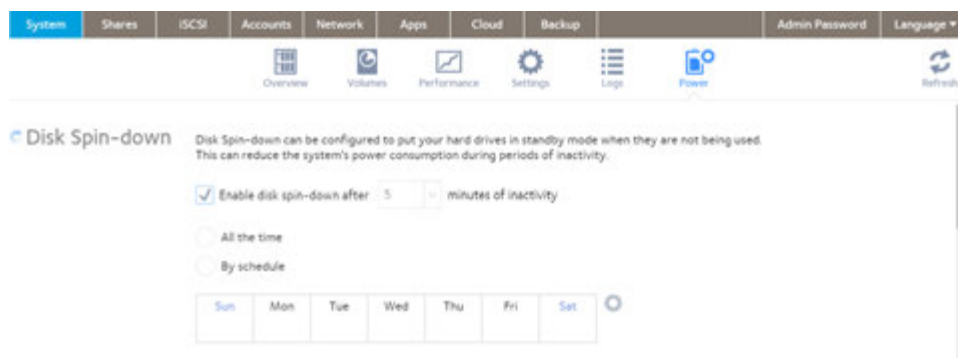 System Shares iSCSI Accounts Network Apps Cloud Backup Admin Password Language
Overview Volumes Performance Settings Logs Power Refresh
Disk Spin-down
Disk Spin-down can be configured to put your hard drives in standby mode when they are not being used.
This can reduce the system's power consumption during periods of inactivity.
Enable disk spin-down after 5 minutes of inactivity
All the time
By schedule
Sun Mon Tue Wed Thu Fri Sat